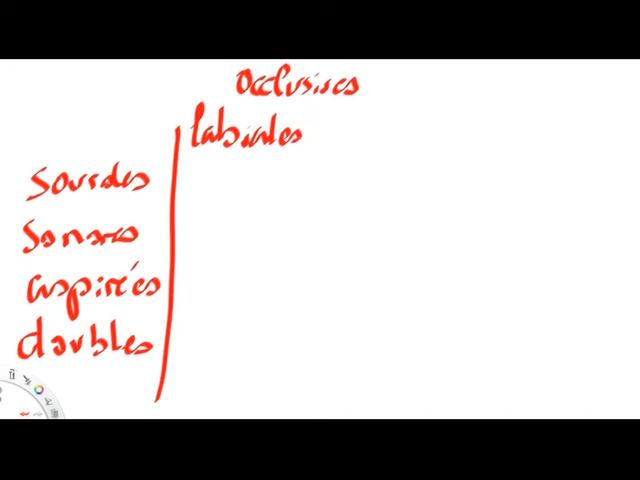 Occlusives
labiales
Sourdes
Sonores
aspirées
doubles